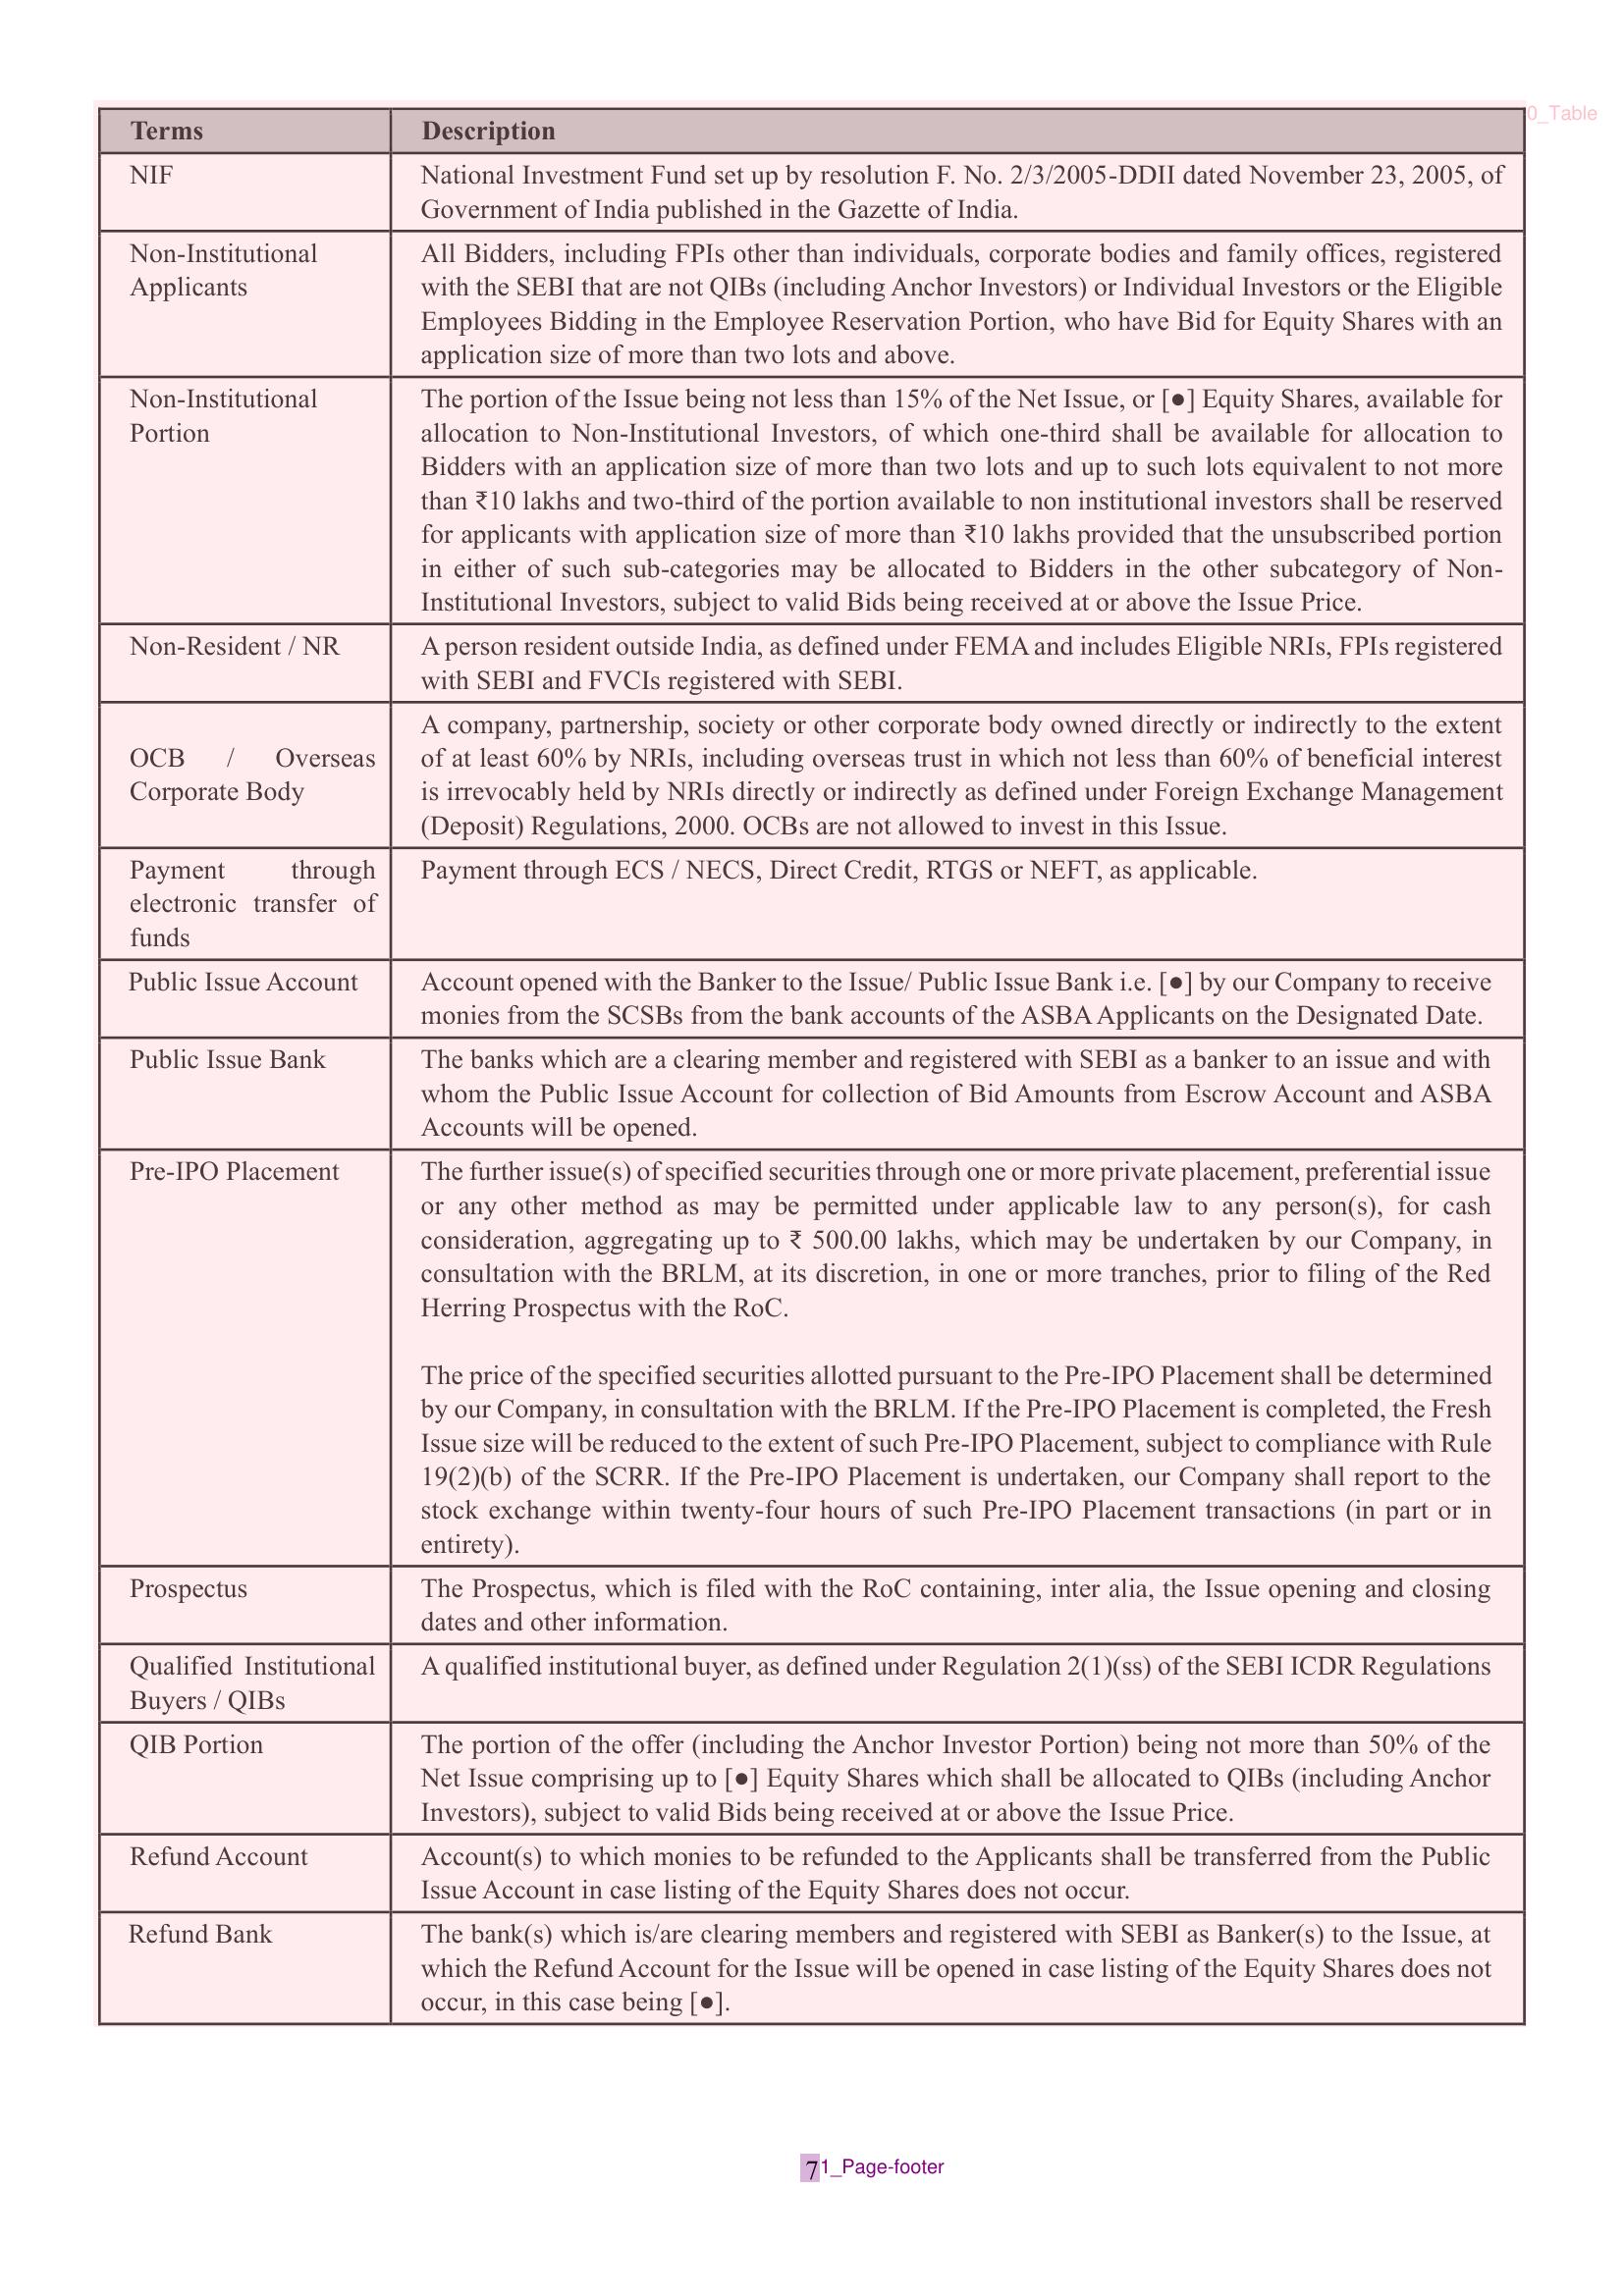 Terms Description
0_Table
NIF National Investment Fund set up by resolution F. No. 2/3/2005-DDII dated November 23, 2005, of
Government of India published in the Gazette of India.
Non-Institutional All Bidders, including FPIs other than individuals, corporate bodies and family offices, registered
Applicants with the SEBI that are not QIBs (including Anchor Investors) or Individual Investors or the Eligible
Employees Bidding in the Employee Reservation Portion, who have Bid for Equity Shares with an
application size of more than two lots and above.
Non-Institutional The portion of the Issue being not less than 15% of the Net Issue, or [●] Equity Shares, available for
Portion allocation to Non-Institutional Investors, of which one-third shall be available for allocation to
Bidders with an application size of more than two lots and up to such lots equivalent to not more
than ₹10 lakhs and two-third of the portion available to non institutional investors shall be reserved
for applicants with application size of more than ₹10 lakhs provided that the unsubscribed portion
in either of such sub-categories may be allocated to Bidders in the other subcategory of Non-
Institutional Investors, subject to valid Bids being received at or above the Issue Price.
Non-Resident / NR A person resident outside India, as defined under FEMA and includes Eligible NRIs, FPIs registered
with SEBI and FVCIs registered with SEBI.
A company, partnership, society or other corporate body owned directly or indirectly to the extent
OCB / Overseas of at least 60% by NRIs, including overseas trust in which not less than 60% of beneficial interest
Corporate Body is irrevocably held by NRIs directly or indirectly as defined under Foreign Exchange Management
(Deposit) Regulations, 2000. OCBs are not allowed to invest in this Issue.
Payment through Payment through ECS / NECS, Direct Credit, RTGS or NEFT, as applicable.
electronic transfer of
funds
Public Issue Account Account opened with the Banker to the Issue/ Public Issue Bank i.e. [●] by our Company to receive
monies from the SCSBs from the bank accounts of the ASBA Applicants on the Designated Date.
Public Issue Bank The banks which are a clearing member and registered with SEBI as a banker to an issue and with
whom the Public Issue Account for collection of Bid Amounts from Escrow Account and ASBA
Accounts will be opened.
Pre-IPO Placement The further issue(s) of specified securities through one or more private placement, preferential issue
or any other method as may be permitted under applicable law to any person(s), for cash
consideration, aggregating up to ₹ 500.00 lakhs, which may be undertaken by our Company, in
consultation with the BRLM, at its discretion, in one or more tranches, prior to filing of the Red
Herring Prospectus with the RoC.
The price of the specified securities allotted pursuant to the Pre-IPO Placement shall be determined
by our Company, in consultation with the BRLM. If the Pre-IPO Placement is completed, the Fresh
Issue size will be reduced to the extent of such Pre-IPO Placement, subject to compliance with Rule
19(2)(b) of the SCRR. If the Pre-IPO Placement is undertaken, our Company shall report to the
stock exchange within twenty-four hours of such Pre-IPO Placement transactions (in part or in
entirety).
Prospectus The Prospectus, which is filed with the RoC containing, inter alia, the Issue opening and closing
dates and other information.
Qualified Institutional A qualified institutional buyer, as defined under Regulation 2(1)(ss) of the SEBI ICDR Regulations
Buyers / QIBs
QIB Portion The portion of the offer (including the Anchor Investor Portion) being not more than 50% of the
Net Issue comprising up to [●] Equity Shares which shall be allocated to QIBs (including Anchor
Investors), subject to valid Bids being received at or above the Issue Price.
Refund Account Account(s) to which monies to be refunded to the Applicants shall be transferred from the Public
Issue Account in case listing of the Equity Shares does not occur.
Refund Bank The bank(s) which is/are clearing members and registered with SEBI as Banker(s) to the Issue, at
which the Refund Account for the Issue will be opened in case listing of the Equity Shares does not
occur, in this case being [●].
7 1_Page-footer